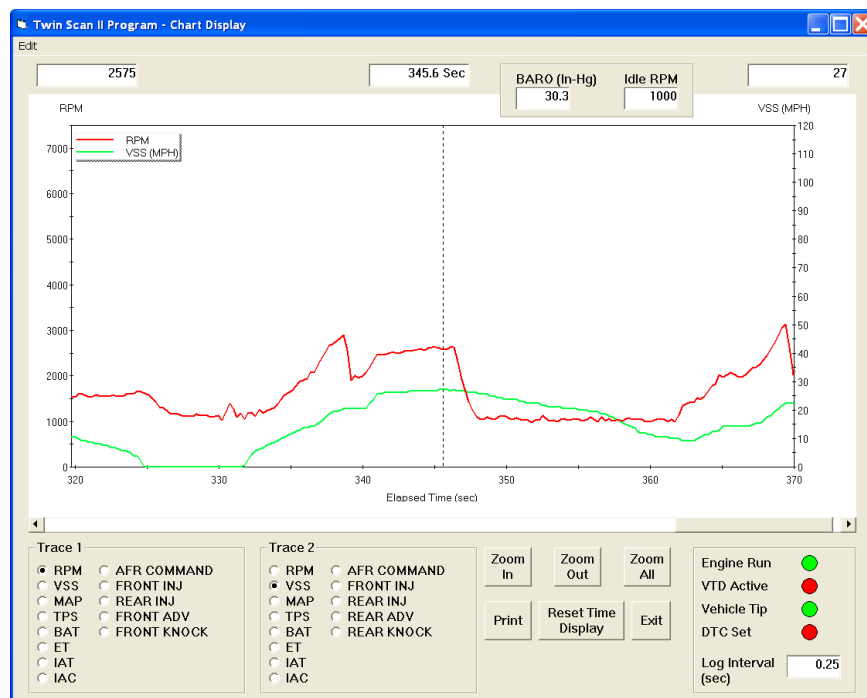 Twin Scan II Program - Chart Display
Edit
2575
345.6 Sec
BARO (In-Hg) Idle RPM
30.3 1000
27
RPM
VSS (MPH)
RPM
VSS (MPH)
7000
6000
5000
4000
3000
2000
1000
0
120
110
100
90
80
70
60
50
40
30
20
10
0
320 330 340 350 360 370
Elapsed Time (sec)
Trace 1
RPM AFR COMMAND
VSS FRONT INJ
MAP REAR INJ
TPS FRONT ADV
BAT FRONT KNOCK
ET
IAT
IAC
Trace 2
RPM AFR COMMAND
VSS FRONT INJ
MAP REAR INJ
TPS REAR ADV
BAT REAR KNOCK
ET
IAT
IAC
Zoom In
Zoom Out
Zoom All
Print
Reset Time Display
Exit
Engine Run
VTD Active
Vehicle Tip
DTC Set
Log Interval (sec)
0.25